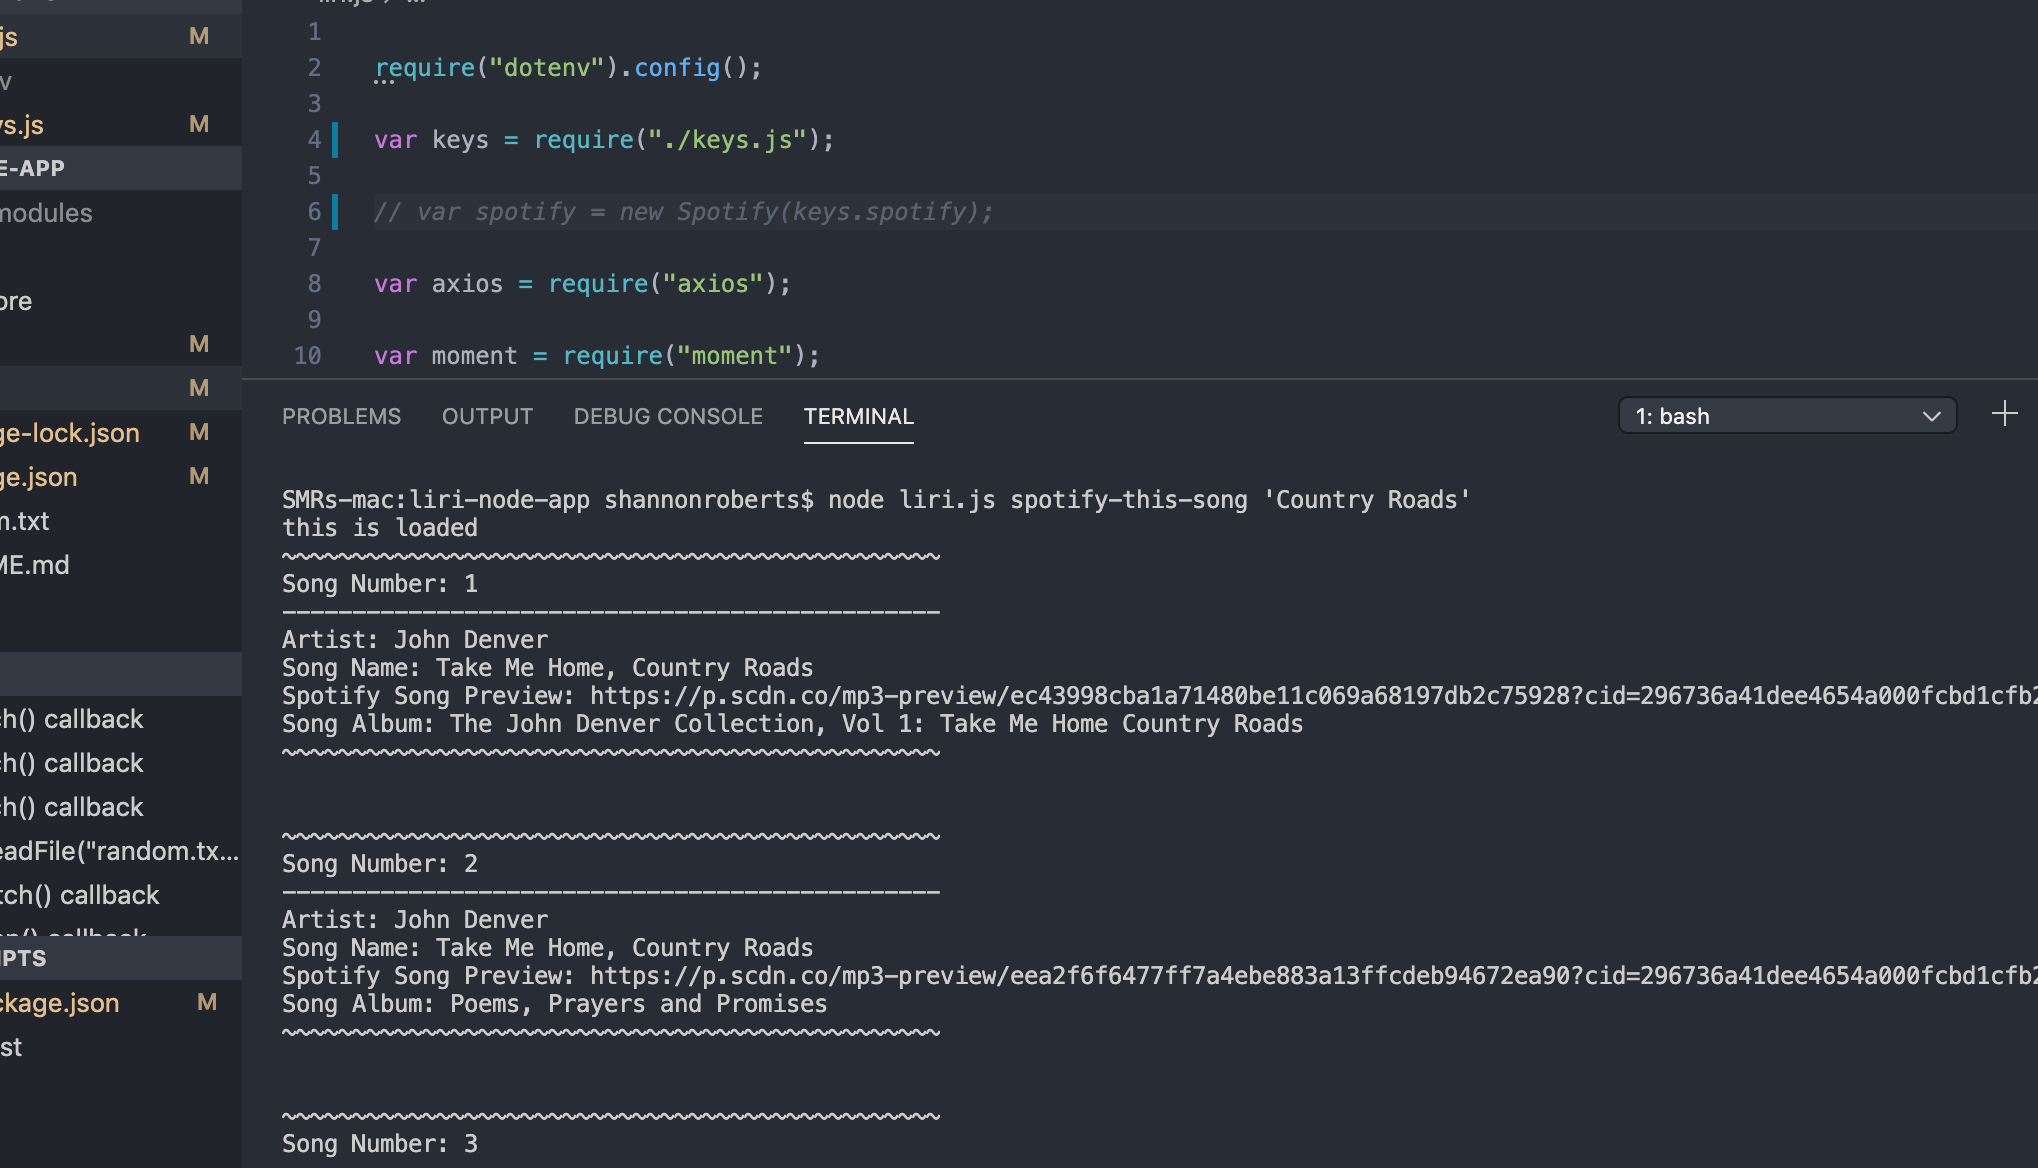 js M
v
s.js M
E-APP
modules
ore
M
M
ge-lock.json M
ge.json M
n.txt
ME.md
ch() callback
ch() callback
ch() callback
eadFile("random.tx...
tch() callback
callback
IPTS
ckage.json M
st
1
2 require("dotenv").config();
3
4 var keys = require("./keys.js");
5
6 // var spotify = new Spotify(keys.spotify);
7
8 var axios = require("axios");
9
10 var moment = require("moment");
PROBLEMS OUTPUT DEBUG CONSOLE TERMINAL 1: bash
SMRs-mac:liri-node-app shannonroberts$ node liri.js spotify-this-song 'Country Roads'
this is loaded
~~~~~~~~~~~~~~~~~~~~~~~~~~~~~~~~~~~~~~~~~~~~~~~
Song Number: 1
-----------------------------------------------
Artist: John Denver
Song Name: Take Me Home, Country Roads
Spotify Song Preview: https://p.scdn.co/mp3-preview/ec43998cba1a71480be11c069a68197db2c75928?cid=296736a41dee4654a000fcbd1cfb2
Song Album: The John Denver Collection, Vol 1: Take Me Home Country Roads
~~~~~~~~~~~~~~~~~~~~~~~~~~~~~~~~~~~~~~~~~~~~~~~
~~~~~~~~~~~~~~~~~~~~~~~~~~~~~~~~~~~~~~~~~~~~~~~
Song Number: 2
-----------------------------------------------
Artist: John Denver
Song Name: Take Me Home, Country Roads
Spotify Song Preview: https://p.scdn.co/mp3-preview/eea2f6f6477ff7a4ebe883a13ffcdeb94672ea90?cid=296736a41dee4654a000fcbd1cfb2
Song Album: Poems, Prayers and Promises
~~~~~~~~~~~~~~~~~~~~~~~~~~~~~~~~~~~~~~~~~~~~~~~
~~~~~~~~~~~~~~~~~~~~~~~~~~~~~~~~~~~~~~~~~~~~~~~
Song Number: 3